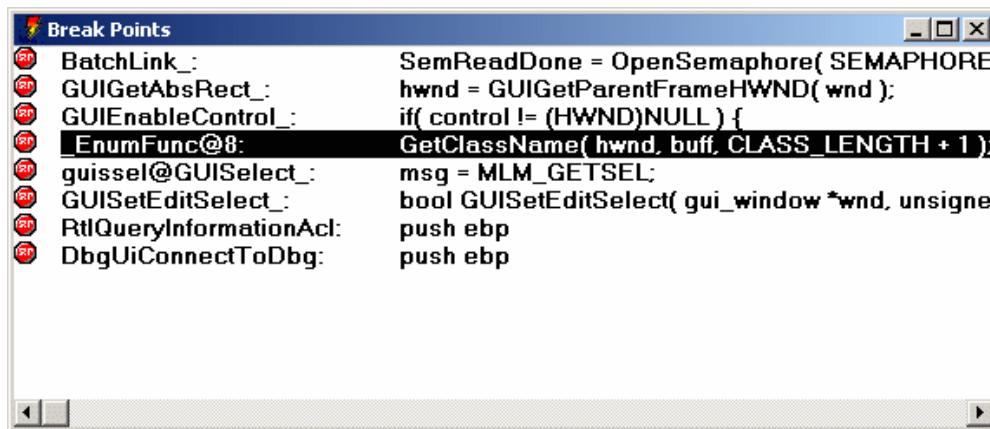 Break Points
BatchLink_: SemReadDone = OpenSemaphore( SEMAPHORE
GUIGetAbsRect_: hwnd = GUIGetParentFrameHWND( wnd );
GUIEnableControl_: if( control != (HWND)NULL ) {
_EnumFunc@8: GetClassName( hwnd, buff, CLASS_LENGTH + 1 );
guissel@GUISelect_: msg = MLM_GETSEL;
GUISetEditSelect_: bool GUISetEditSelect( gui_window *wnd, unsigne
RtlQueryInformationAcl: push ebp
DbgUiConnectToDbg: push ebp